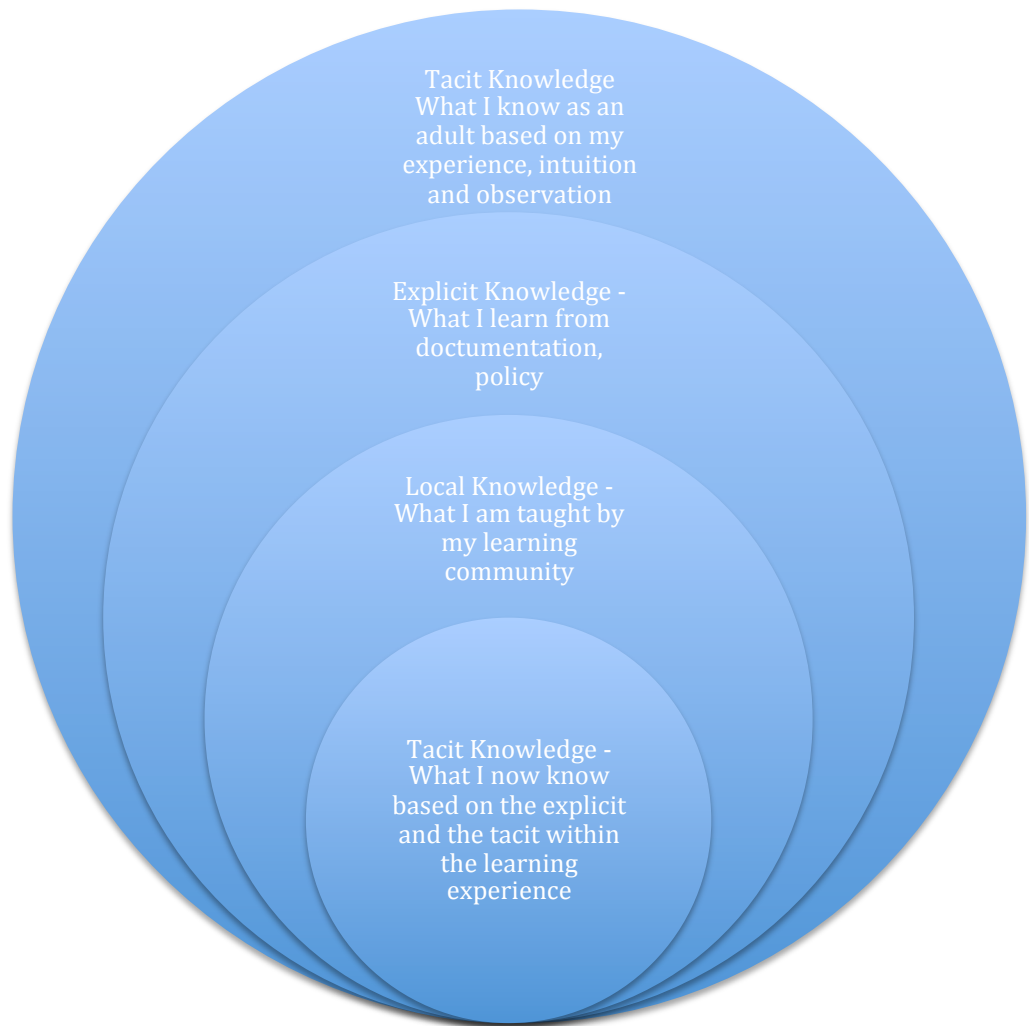 Tacit Knowledge
What I know as an
adult based on my
experience, intuition
and observation
Explicit Knowledge -
What I learn from
doctumentation,
policy
Local Knowledge -
What I am taught by
my learning
community
Tacit Knowledge -
What I now know
based on the explicit
and the tacit within
the learning
experience